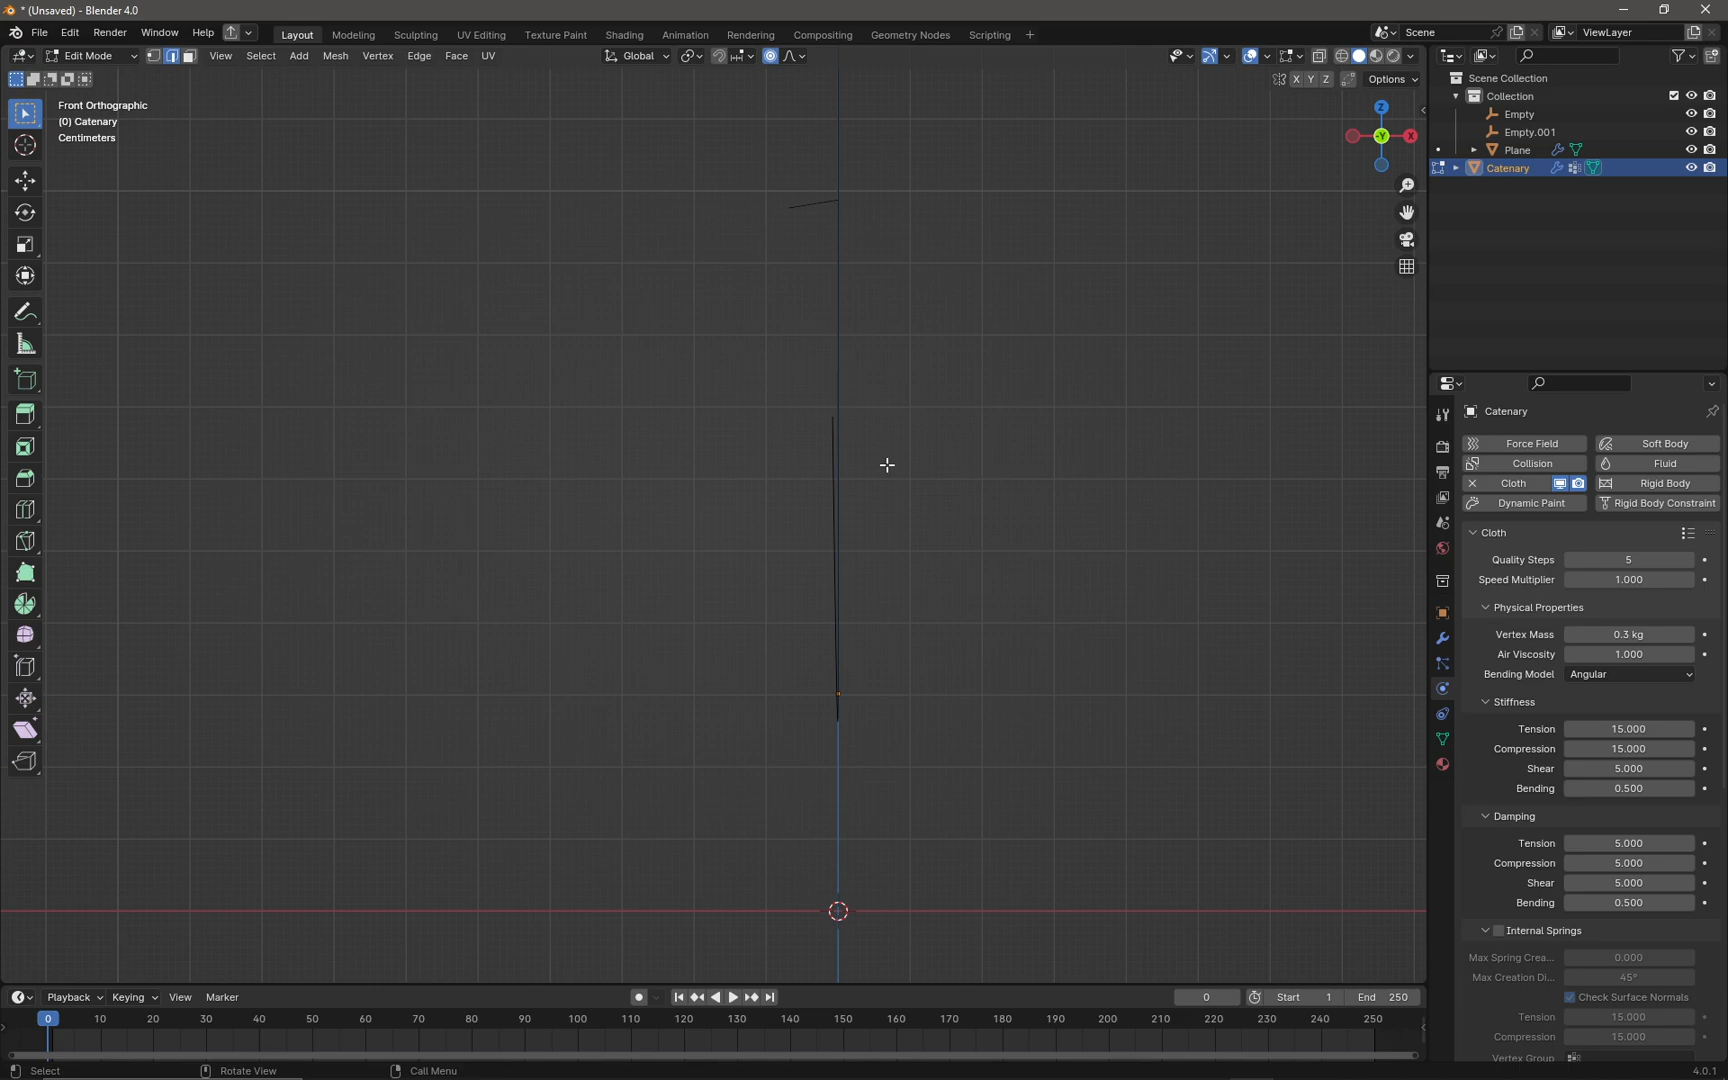 * (Unsaved) - Blender 4.0
File Edit Render Window Help
Layout Modeling Sculpting UV Editing Texture Paint Shading Animation Rendering Compositing Geometry Nodes Scripting +
Scene
ViewLayer
Edit Mode View Select Add Mesh Vertex Edge Face UV
Global
X Y Z Options
Front Orthographic
(0) Catenary
Centimeters
Z
-Y
X
Scene Collection
Collection
Empty
Empty.001
Plane
Catenary
Catenary
Force Field Soft Body
Collision Fluid
Cloth Rigid Body
Dynamic Paint Rigid Body Constraint
Cloth
Quality Steps 5
Speed Multiplier 1.000
Physical Properties
Vertex Mass 0.3 kg
Air Viscosity 1.000
Bending Model Angular
Stiffness
Tension 15.000
Compression 15.000
Shear 5.000
Bending 0.500
Damping
Tension 5.000
Compression 5.000
Shear 5.000
Bending 0.500
Internal Springs
Max Spring Crea... 0.000
Max Creation Di... 45°
Check Surface Normals
Tension 15.000
Compression 15.000
Vertex Group
Playback Keying View Marker
0 Start 1 End 250
0 10 20 30 40 50 60 70 80 90 100 110 120 130 140 150 160 170 180 190 200 210 220 230 240 250
Select Rotate View Call Menu
4.0.1